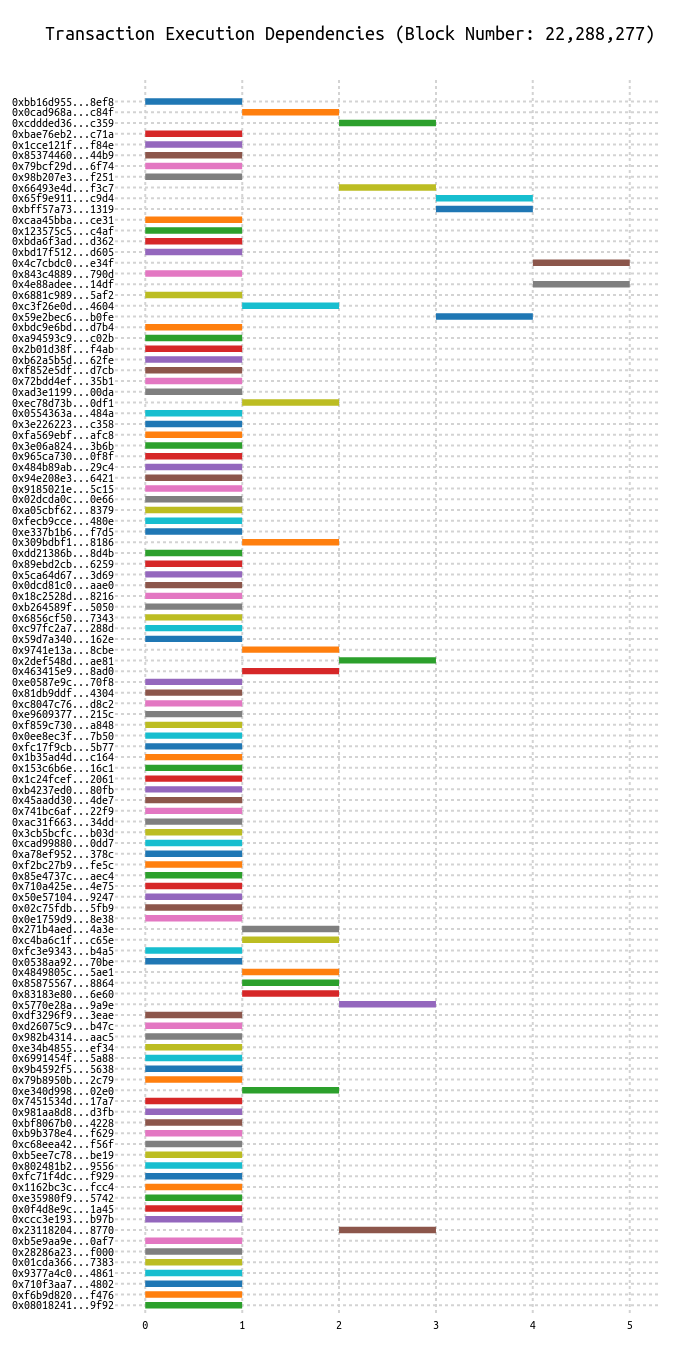 Transaction Execution Dependencies (Block Number: 22,288,277)
0xbb16d955...8ef8
0x0cad968a...c84f
0xcddded36...c359
0xbae76eb2...c71a
0x1cce121f...f84e
0x85374460...44b9
0x79bcf29d...6f74
0x98b207e3...f251
0x66493e4d...f3c7
0x65f9e911...c9d4
0xbff57a73...1319
0xcaa45bba...ce31
0x123575c5...c4af
0xbda6f3ad...d362
0xbd17f512...d605
0x4c7cbdc0...e34f
0x843c4889...790d
0x4e88adee...14df
0x6881c989...5af2
0xc3f26e0d...4604
0x59e2bec6...b0fe
0xbdc9e6bd...d7b4
0xa94593c9...c02b
0x2b01d38f...f4ab
0xb62a5b5d...62fe
0xf852e5df...d7cb
0x72bdd4ef...35b1
0xad3e1199...00da
0xec78d73b...0df1
0x0554363a...484a
0x3e226223...c358
0xfa569ebf...afc8
0x3e06a824...3b6b
0x965ca730...0f8f
0x484b89ab...29c4
0x94e208e3...6421
0x9185021e...5c15
0x02dcda0c...0e66
0xa05cbf62...8379
0xfecb9cce...480e
0xe337b1b6...f7d5
0x309bdbf1...8186
0xdd21386b...8d4b
0x89ebd2cb...6259
0x5ca64d67...3d69
0x0dcd81c0...aae0
0x18c2528d...8216
0xb264589f...5050
0x6856cf50...7343
0xc97fc2a7...288d
0x59d7a340...162e
0x9741e13a...8cbe
0x2def548d...ae81
0x463415e9...8ad0
0xe0587e9c...70f8
0x81db9ddf...4304
0xc8047c76...d8c2
0xe9609377...215c
0xf859c730...a848
0x0ee8ec3f...7b50
0xfc17f9cb...5b77
0x1b35ad4d...c164
0x153c6b6e...16c1
0x1c24fcef...2061
0xb4237ed0...80fb
0x45aadd30...4de7
0x741bc6af...22f9
0xac31f663...34dd
0x3cb5bcfc...b03d
0xcad99880...0dd7
0xa78ef952...378c
0xf2bc27b9...fe5c
0x85e4737c...aec4
0x710a425e...4e75
0x50e57104...9247
0x02c75fdb...5fb9
0x0e1759d9...8e38
0x271b4aed...4a3e
0xc4ba6c1f...c65e
0xfc3e9343...b4a5
0x0538aa92...70be
0x4849805c...5ae1
0x85875567...8864
0x83183e80...6e60
0x5770e28a...9a9e
0xdf3296f9...3eae
0xd26075c9...b47c
0x982b4314...aac5
0xe34b4855...ef34
0x6991454f...5a88
0x9b4592f5...5638
0x79b8950b...2c79
0xe340d998...02e0
0x7451534d...17a7
0x981aa8d8...d3fb
0xbf8067b0...4228
0xb9b378e4...f629
0xc68eea42...f56f
0xb5ee7c78...be19
0x802481b2...9556
0xfc71f4dc...f929
0x1162bc3c...fcc4
0xe35980f9...5742
0x0f4d8e9c...1a45
0xccc3e193...b97b
0x23118204...8770
0xb5e9aa9e...0af7
0x28286a23...f000
0x01cda366...7383
0x9377a4c0...4861
0x710f3aa7...4802
0xf6b9d820...f476
0x08018241...9f92
0 1 2 3 4 5